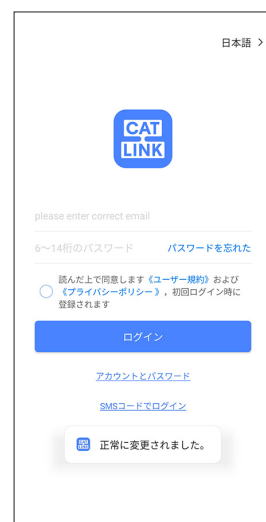 日本語 >
CAT
LINK
please enter correct email
6〜14桁のパスワード パスワードを忘れた
読んだ上で同意します《ユーザー規約》および
《プライバシーポリシー 》，初回ログイン時に
登録されます
ログイン
アカウントとパスワード
SMSコードでログイン
CAT
LINK
正常に変更されました。